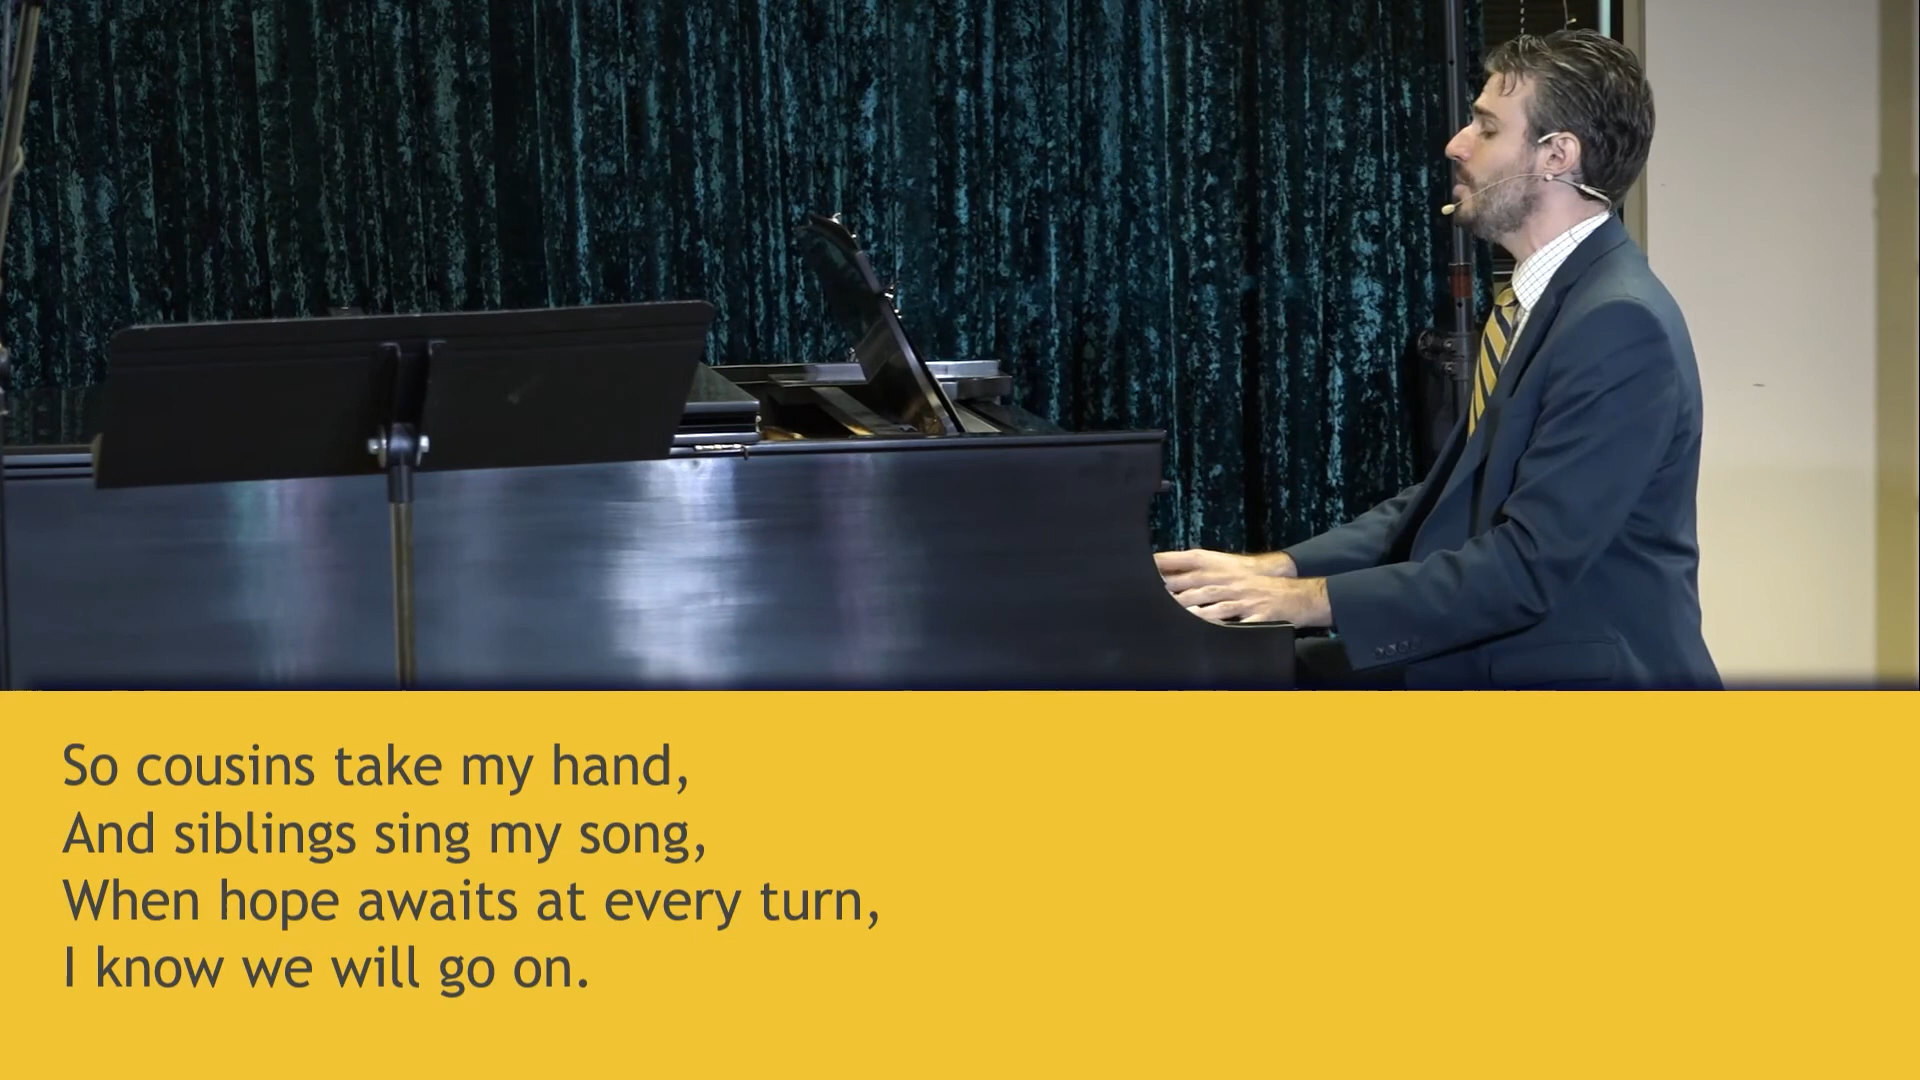 So cousins take my hand,
And siblings sing my song,
When hope awaits at every turn,
I know we will go on.